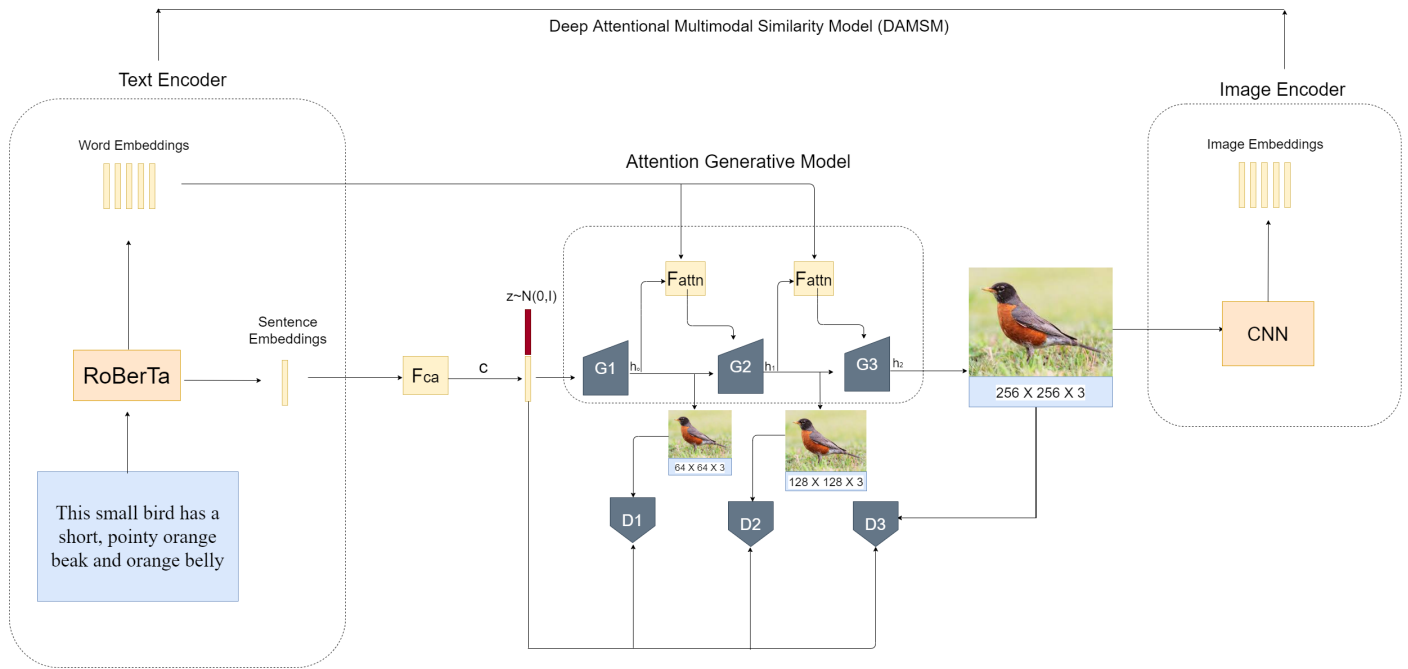 Deep Attentional Multimodal Similarity Model (DAMSM)
Text Encoder
Image Encoder
Word Embeddings
Image Embeddings
Attention Generative Model
Fattn
Fattn
z~N(0,I)
Sentence
Embeddings
RoBerTa
Fca
c
G1
h₀
G2
h₁
G3
h₂
CNN
256 X 256 X 3
64 X 64 X 3
128 X 128 X 3
This small bird has a
short, pointy orange
beak and orange belly
D1
D2
D3